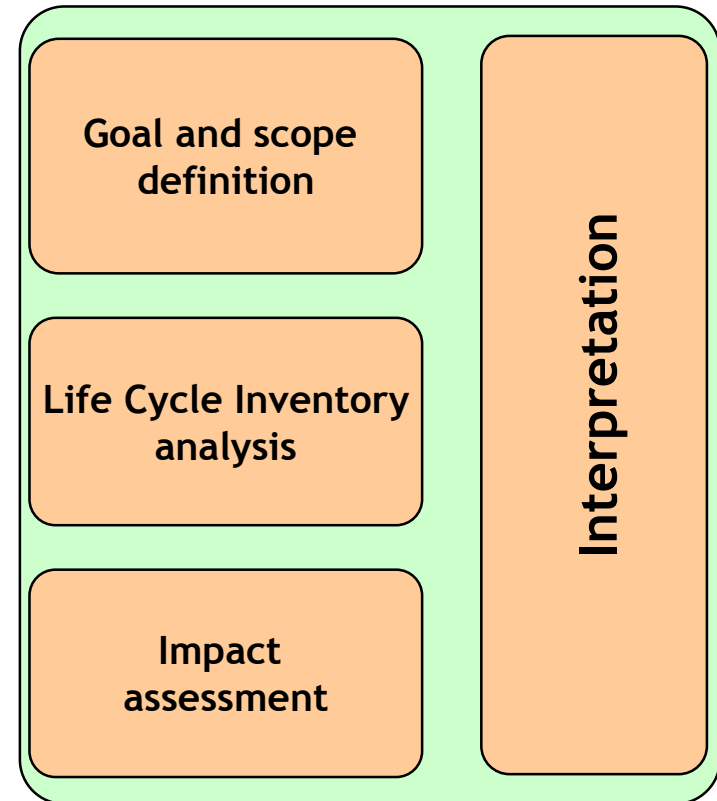 Goal and scope
definition
Life Cycle Inventory
analysis
Impact
assessment
Interpretation